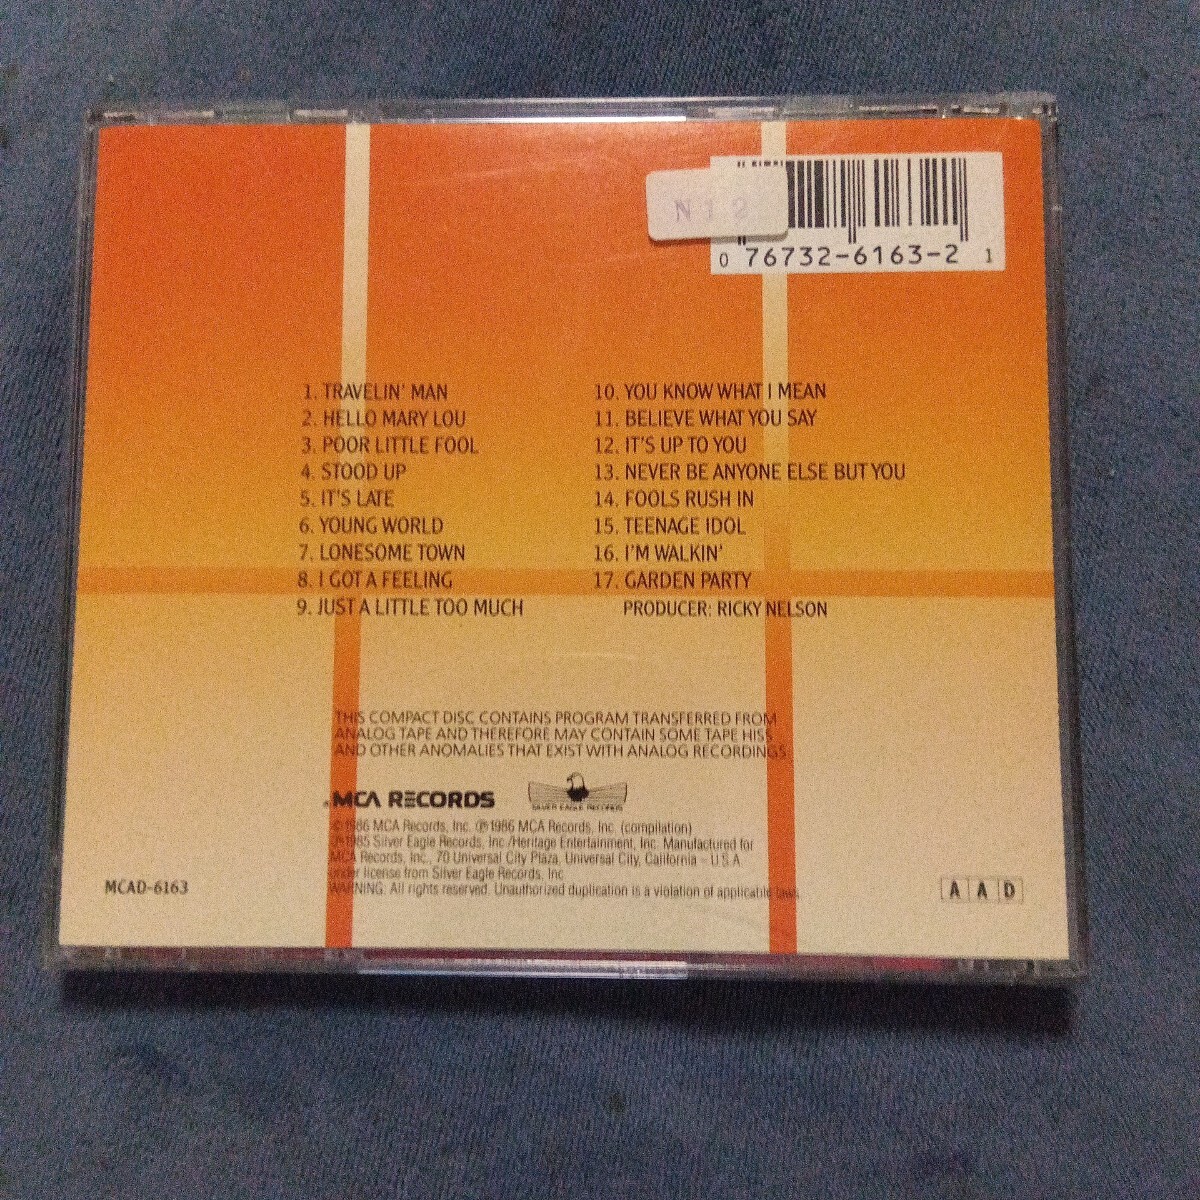 N 1 2
0 76732-6163-2 1
1. TRAVELIN' MAN
2. HELLO MARY LOU
3. POOR LITTLE FOOL
4. STOOD UP
5. IT'S LATE
6. YOUNG WORLD
7. LONESOME TOWN
8. I GOT A FEELING
9. JUST A LITTLE TOO MUCH
10. YOU KNOW WHAT I MEAN
11. BELIEVE WHAT YOU SAY
12. IT'S UP TO YOU
13. NEVER BE ANYONE ELSE BUT YOU
14. FOOLS RUSH IN
15. TEENAGE IDOL
16. I'M WALKIN'
17. GARDEN PARTY
PRODUCER: RICKY NELSON
THIS COMPACT DISC CONTAINS PROGRAM TRANSFERRED FROM
ANALOG TAPE AND THEREFORE MAY CONTAIN SOME TAPE HISS
AND OTHER ANOMALIES THAT EXIST WITH ANALOG RECORDINGS.
MCA RECORDS
SILVER EAGLE RECORDS
©1986 MCA Records, Inc. ℗1986 MCA Records, Inc. (compilation)
℗1985 Silver Eagle Records, Inc./Heritage Entertainment, Inc. Manufactured for
MCA Records, Inc., 70 Universal City Plaza, Universal City, California – U.S.A.
under license from Silver Eagle Records, Inc.
WARNING: All rights reserved. Unauthorized duplication is a violation of applicable laws.
MCAD-6163
A A D